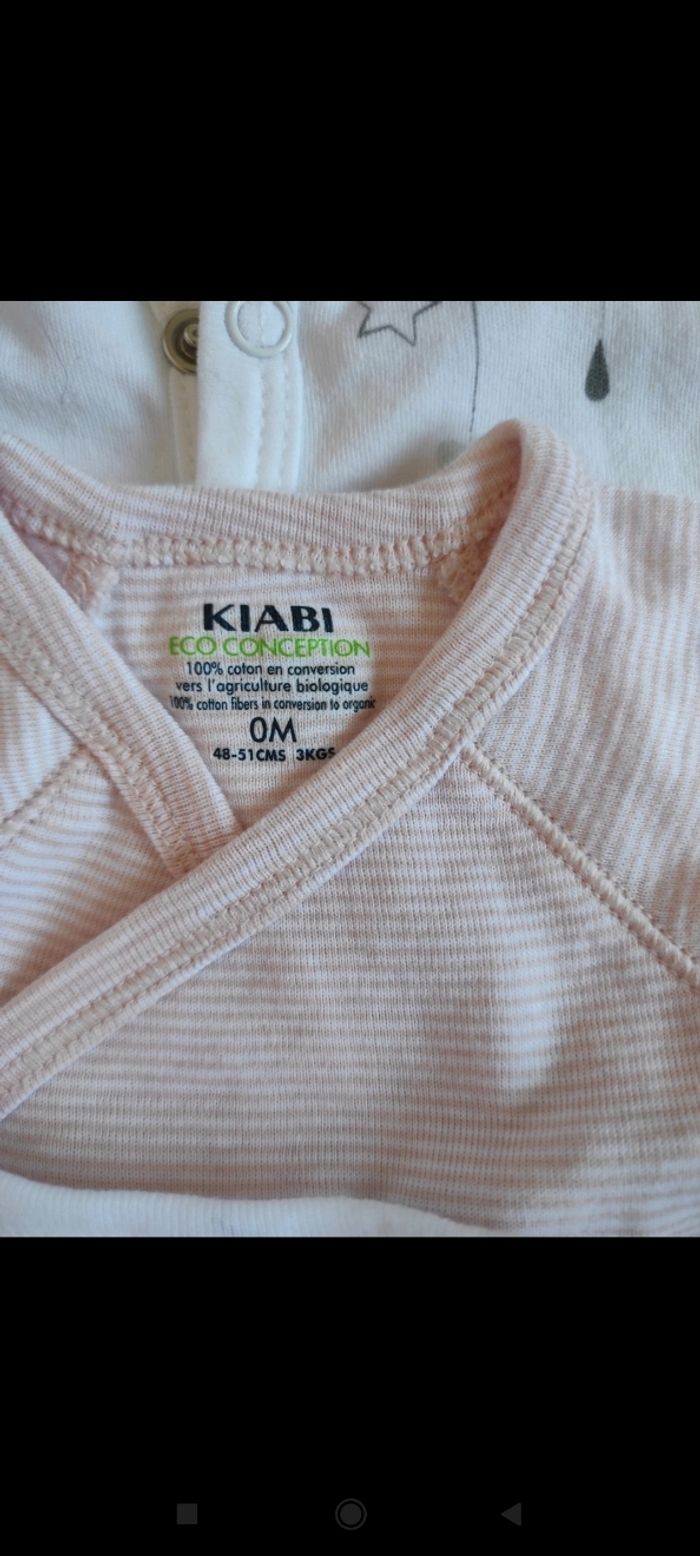 KIABI
ECO CONCEPTION
100% coton en conversion
vers l'agriculture biologique
100% cotton fibers in conversion to organic
0M
48-51CMS 3KGS